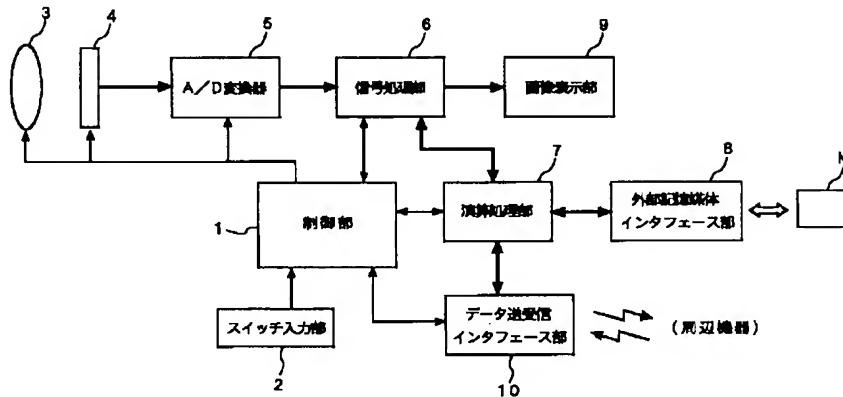 3
4
5
6
9
A/D変換器
信号処理部
画像表示部
7
8
M
1
制御部
演算処理部
外部記憶媒体
インタフェース部
スイッチ入力部
データ送受信
インタフェース部
(周辺機器)
2
10